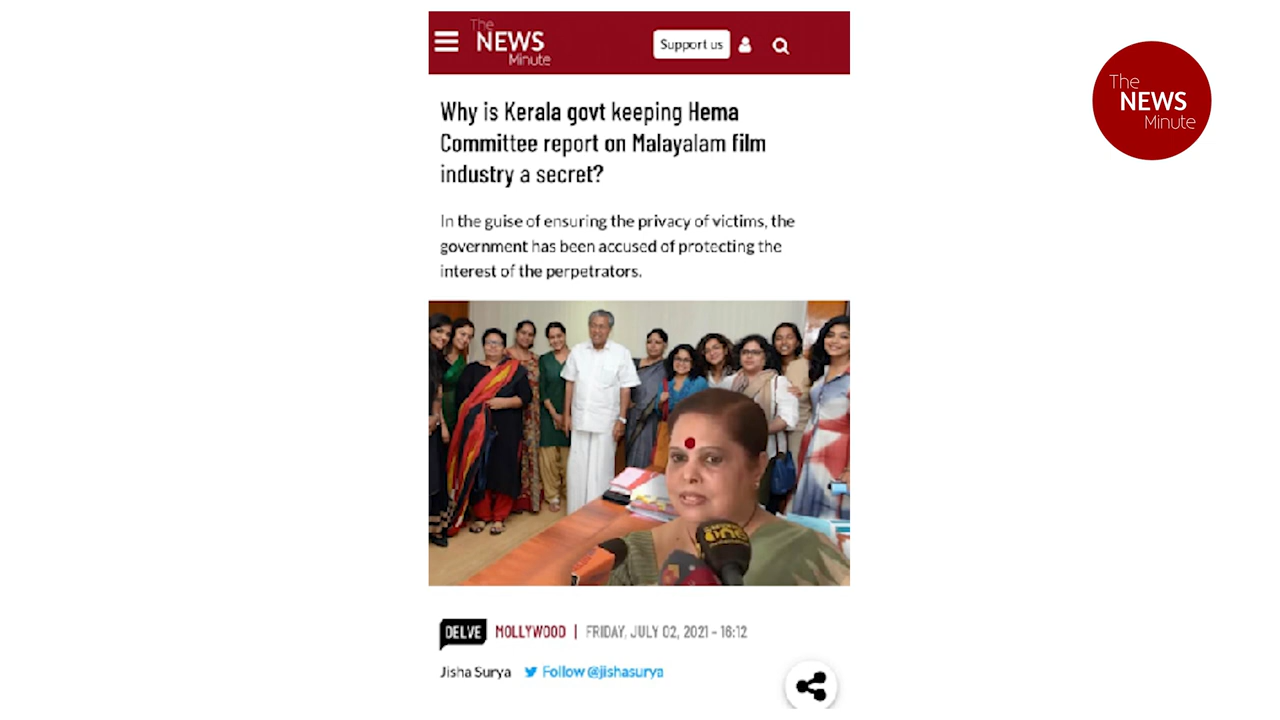 The
NEWS
Minute
Support us
Why is Kerala govt keeping Hema
Committee report on Malayalam film
industry a secret?
In the guise of ensuring the privacy of victims, the
government has been accused of protecting the
interest of the perpetrators.
DELVE MOLLYWOOD | FRIDAY, JULY 02, 2021 - 16:12
Jisha Surya Follow @jishasurya
The
NEWS
Minute